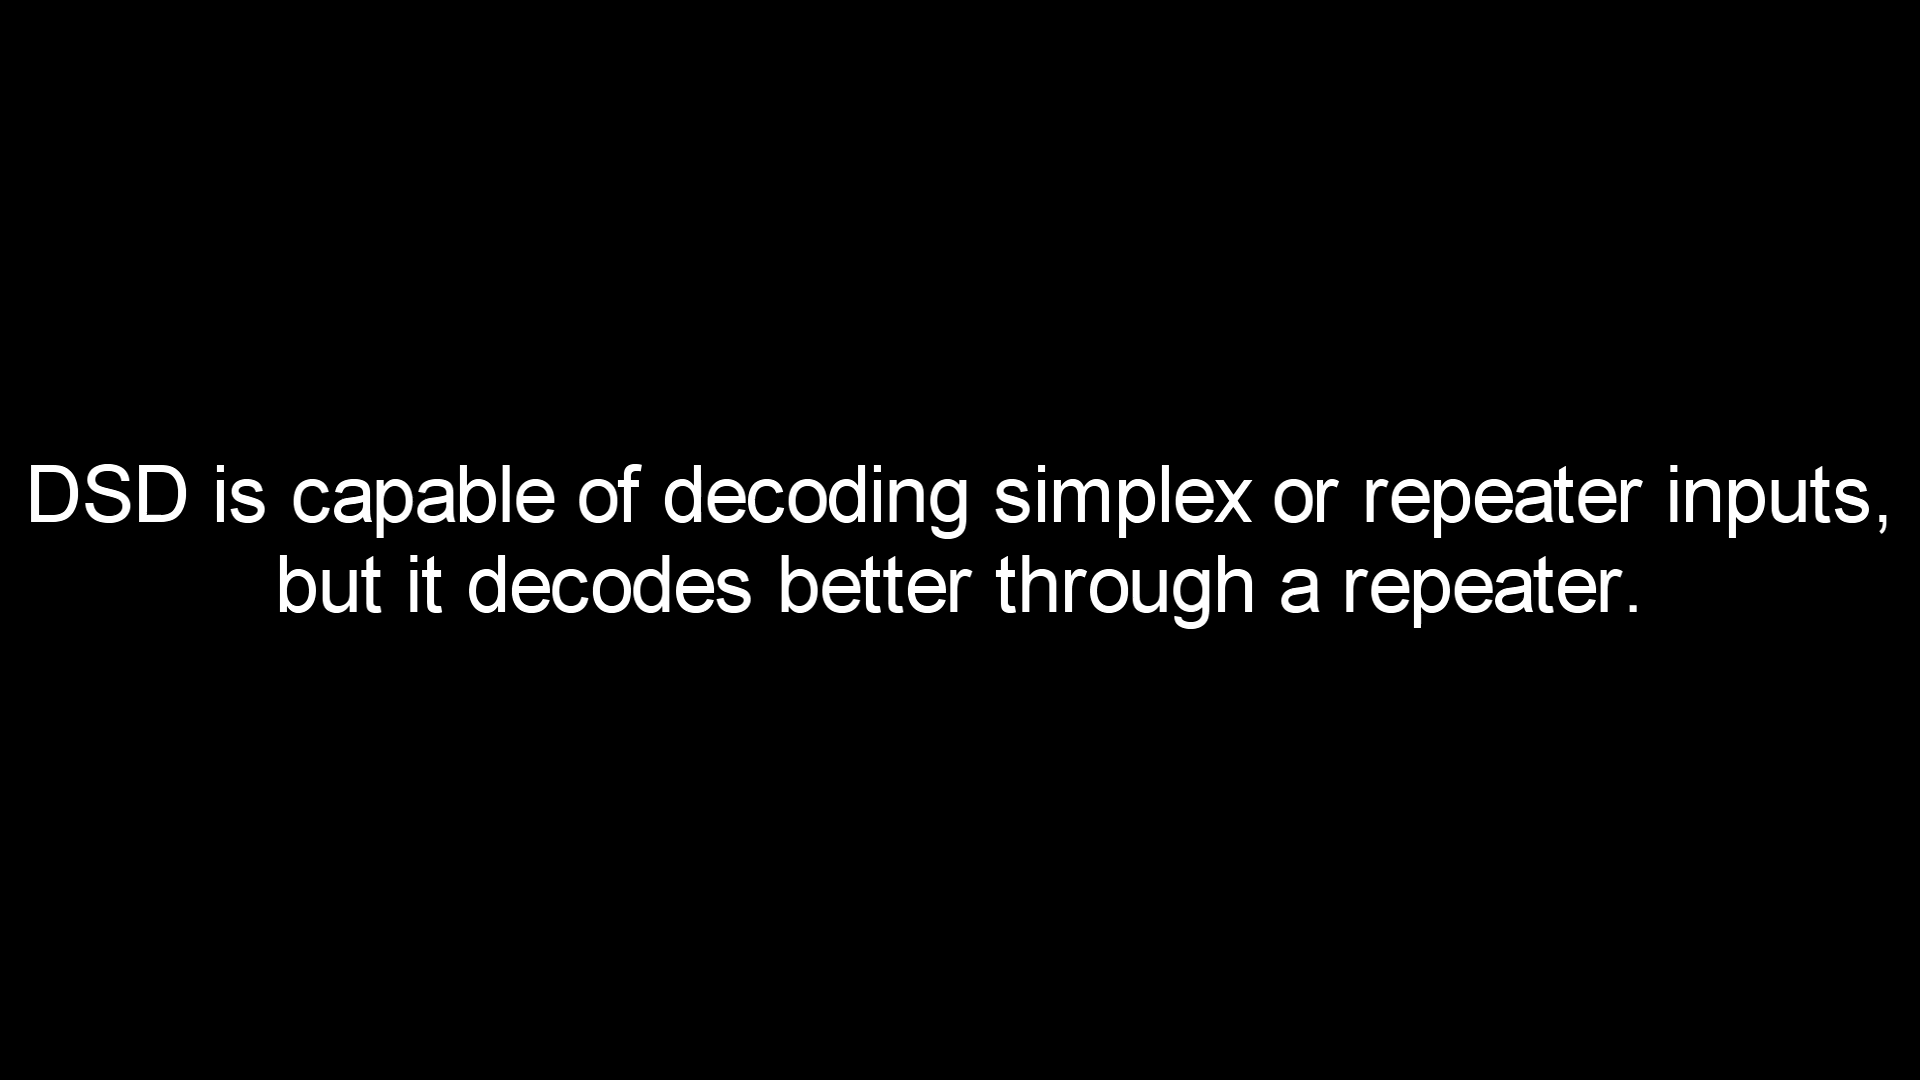 DSD is capable of decoding simplex or repeater inputs,
but it decodes better through a repeater.